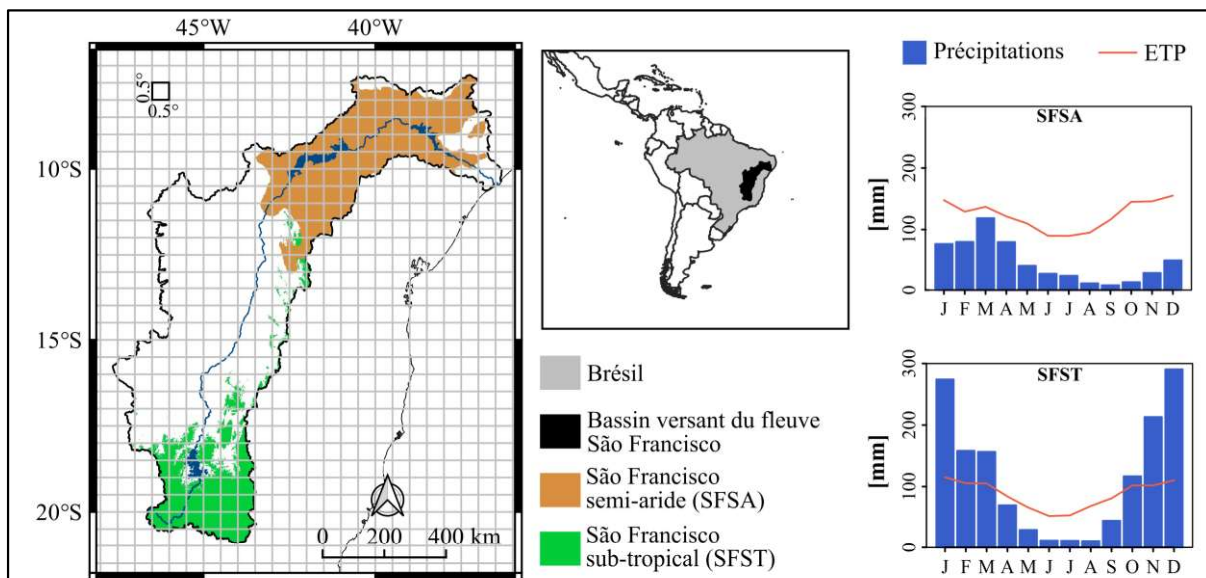 45°W 40°W
0.5°
0.5°
10°S
15°S
20°S
0 200 400 km
Brésil
Bassin versant du fleuve
São Francisco
São Francisco
semi-aride (SFSA)
São Francisco
sub-tropical (SFST)
Précipitations ETP
SFSA
[mm]
300
200
100
0
J F M A M J J A S O N D
SFST
[mm]
300
200
100
0
J F M A M J J A S O N D